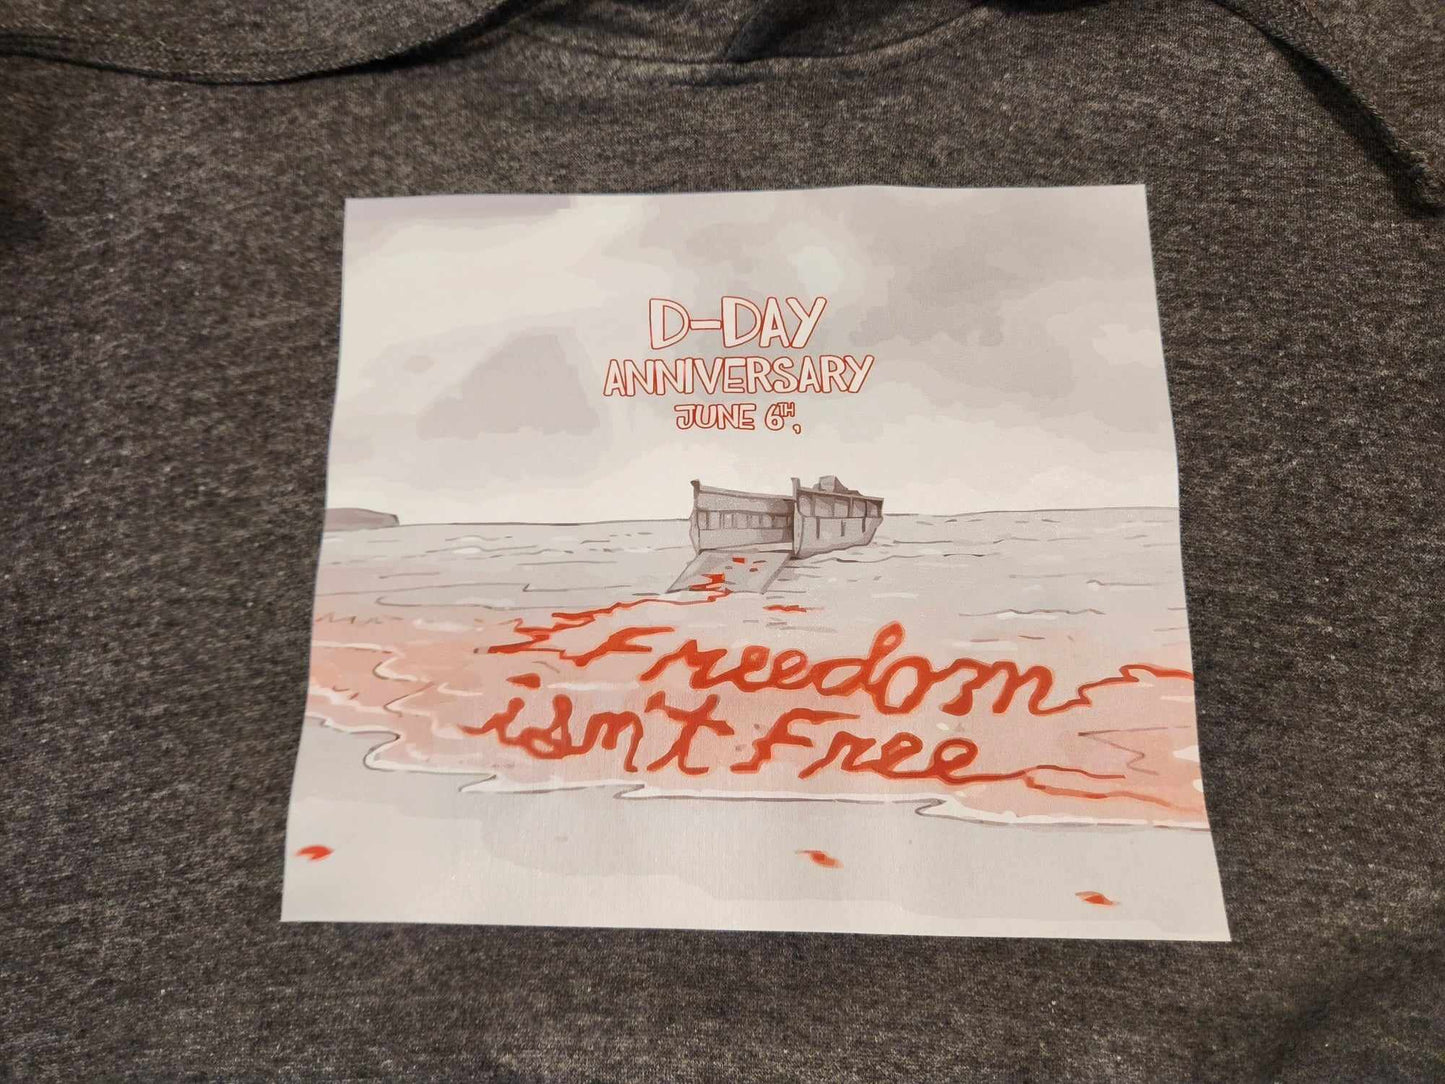 D-DAY
ANNIVERSARY
JUNE 6TH,
Freedom
isn't Free